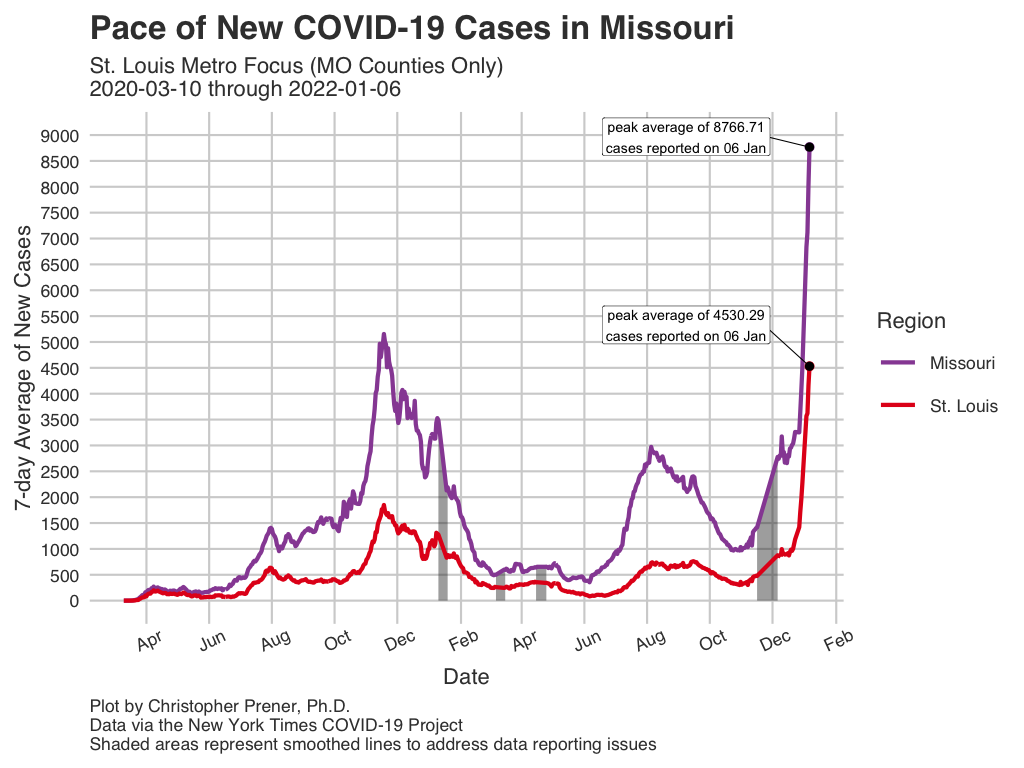 Pace of New COVID-19 Cases in Missouri
St. Louis Metro Focus (MO Counties Only)
2020-03-10 through 2022-01-06
7-day Average of New Cases
9000
8500
8000
7500
7000
6500
6000
5500
5000
4500
4000
3500
3000
2500
2000
1500
1000
500
0
peak average of 8766.71
cases reported on 06 Jan
peak average of 4530.29
cases reported on 06 Jan
Region
Missouri
St. Louis
Apr Jun Aug Oct Dec Feb Apr Jun Aug Oct Dec Feb
Date
Plot by Christopher Prener, Ph.D.
Data via the New York Times COVID-19 Project
Shaded areas represent smoothed lines to address data reporting issues